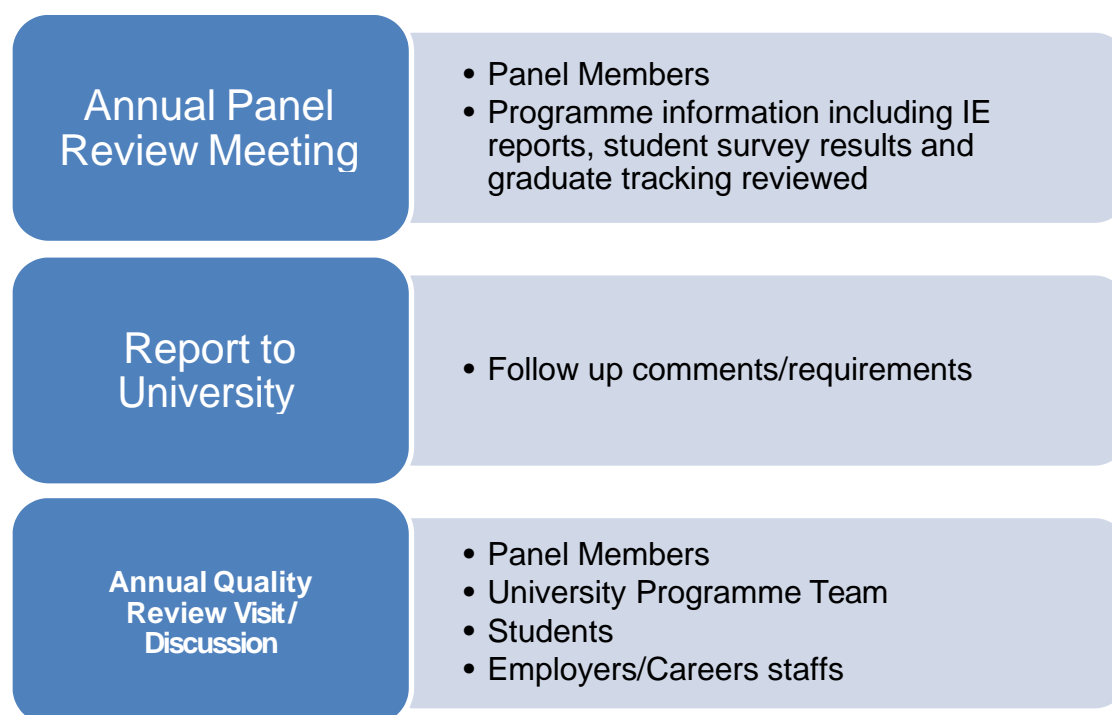 Annual Panel
Review Meeting
• Panel Members
• Programme information including IE
reports, student survey results and
graduate tracking reviewed
Report to
University
• Follow up comments/requirements
Annual Quality
Review Visit/
Discussion
• Panel Members
• University Programme Team
• Students
• Employers/Careers staffs